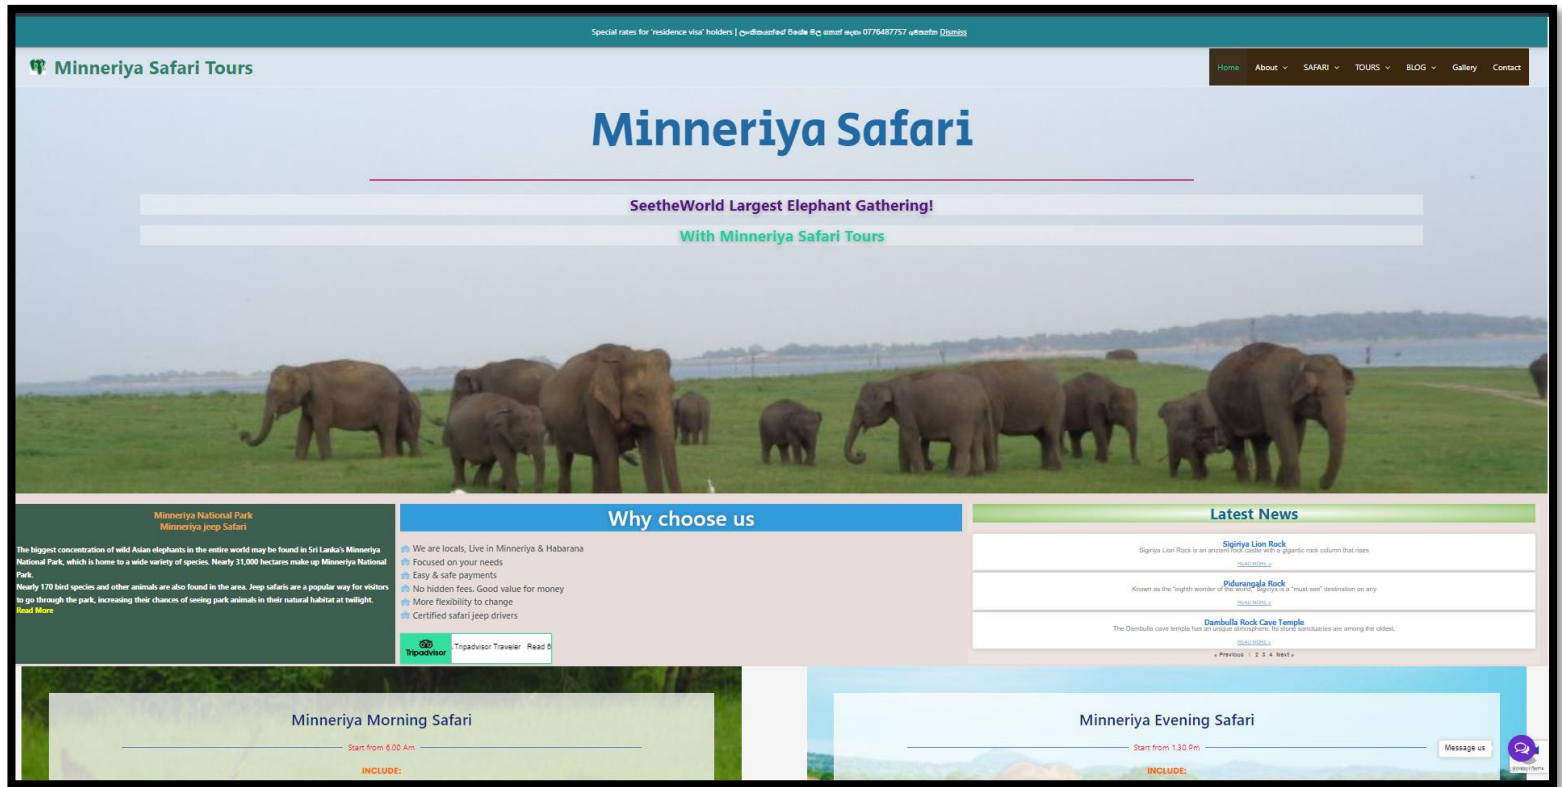 Special rates for 'residence visa' holders | ලාංකිකයන්ගේ විශේෂ මිල ගණන් සඳහා 0776487757 අමතන්න Dismiss
Minneriya Safari Tours
Home About SAFARI TOURS BLOG Gallery Contact
Minneriya Safari
SeetheWorld Largest Elephant Gathering!
With Minneriya Safari Tours
Minneriya National Park
Minneriya jeep Safari
The biggest concentration of wild Asian elephants in the entire world may be found in Sri Lanka's Minneriya
National Park, which is home to a wide variety of species. Nearly 31,000 hectares make up Minneriya National
Park.
Nearly 170 bird species and other animals are also found in the area. Jeep safaris are a popular way for visitors
to go through the park, increasing their chances of seeing park animals in their natural habitat at twilight.
Read More
Why choose us
We are locals, Live in Minneriya & Habarana
Focused on your needs
Easy & safe payments
No hidden fees. Good value for money
More flexibility to change
Certified safari jeep drivers
Tripadvisor
Tripadvisor Traveler Read 6
Latest News
Sigiriya Lion Rock
Sigiriya Lion Rock is an ancient rock castle with a gigantic rock column that rises
READ MORE »
Pidurangala Rock
Known as the "eighth wonder of the world," Sigiriya is a "must-see" destination on any
READ MORE »
Dambulla Rock Cave Temple
The Dambulla cave temple has an unique atmosphere. Its stone sanctuaries are among the oldest,
READ MORE »
« Previous 1 2 3 4 Next »
Minneriya Morning Safari
Start from 6.00 Am
INCLUDE:
Minneriya Evening Safari
Start from 1.30 Pm
INCLUDE:
Message us